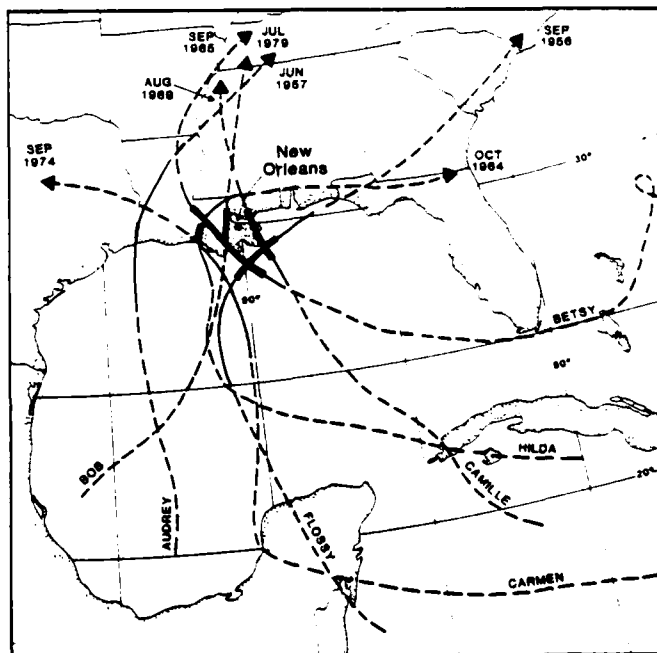 SEP
1965
JUL
1979
SEP
1956
AUG
1969
JUN
1957
New
Orleans
SEP
1974
OCT
1964
30°
90°
BETSY
80°
HILDA
CAMILLE
20°
BOB
AUDREY
FLOSSY
CARMEN